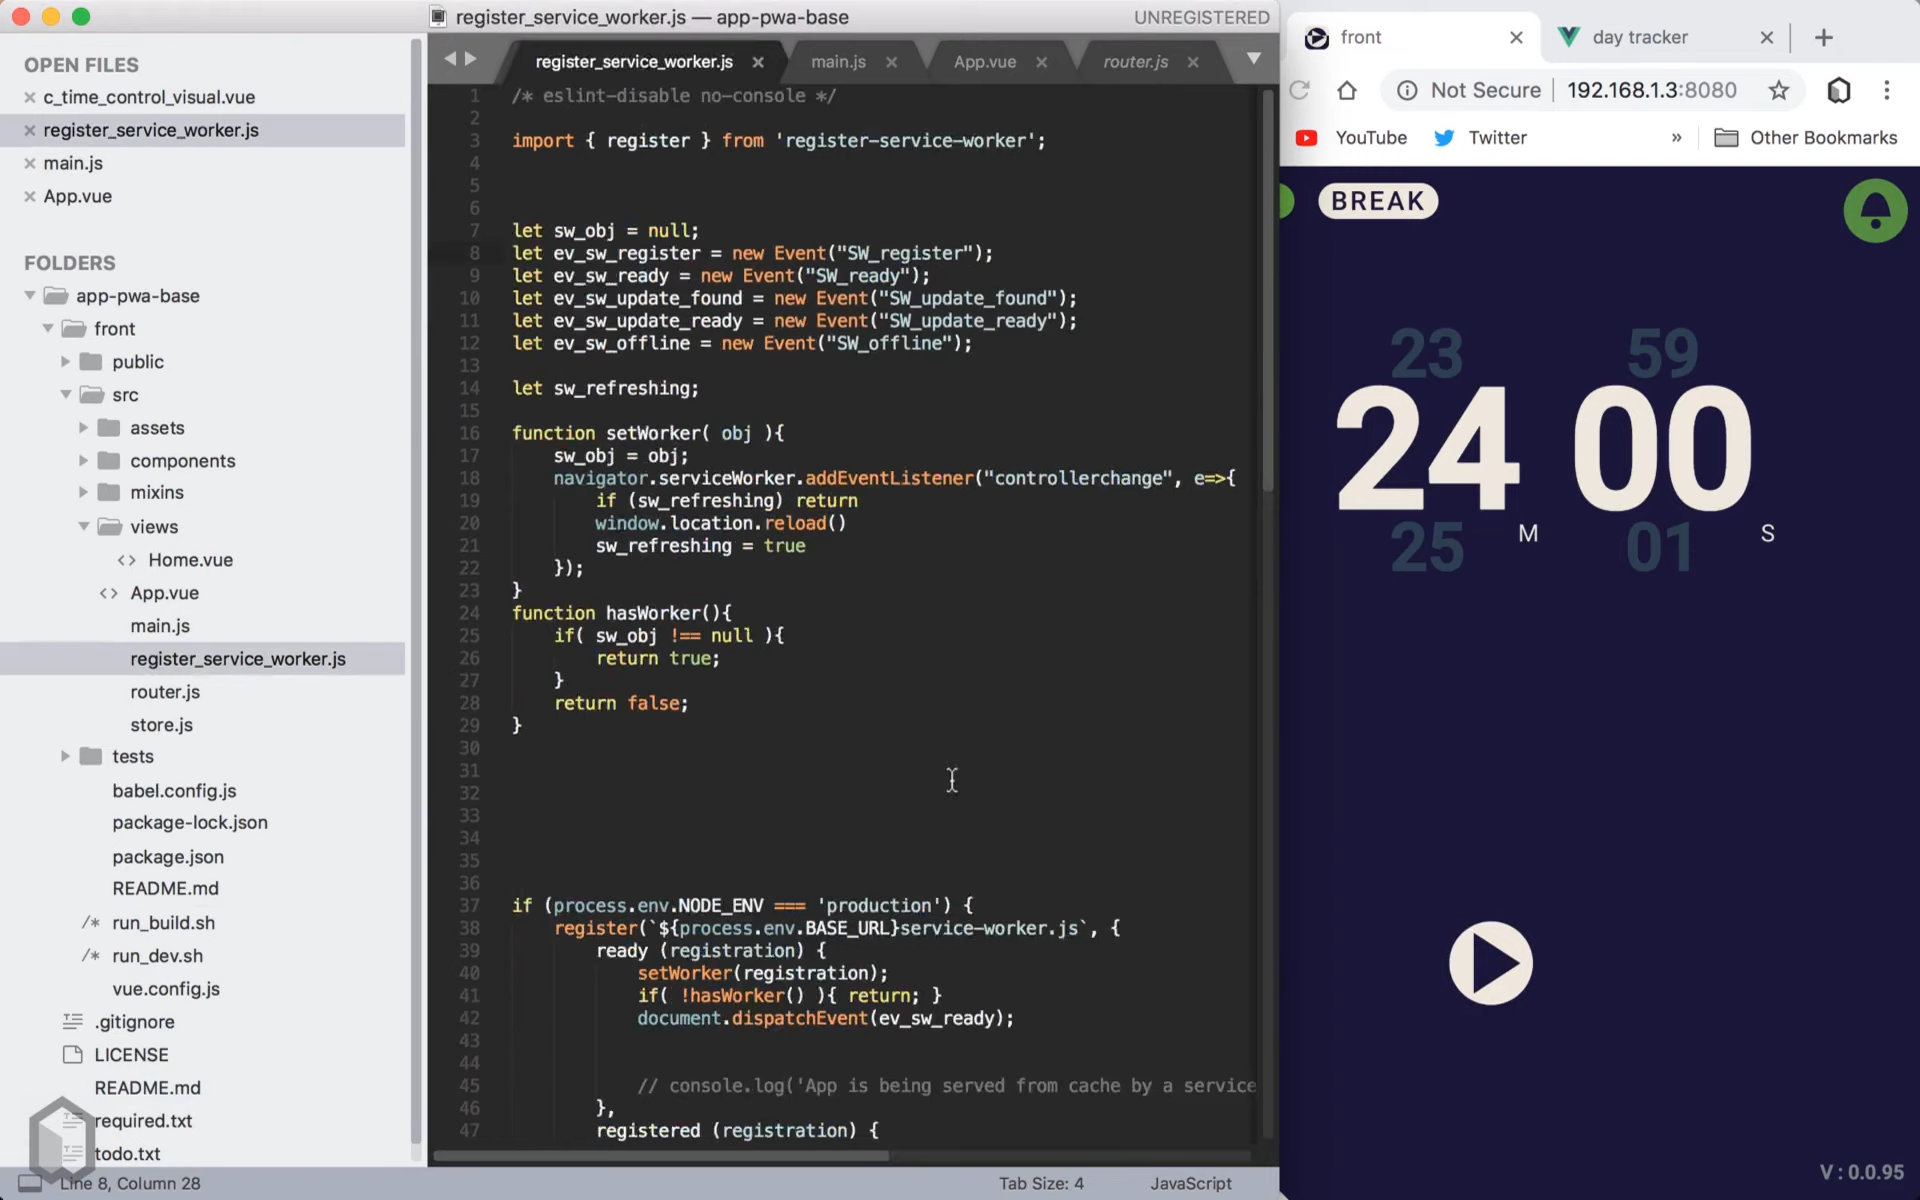 register_service_worker.js — app-pwa-base
UNREGISTERED
OPEN FILES
c_time_control_visual.vue
register_service_worker.js
main.js
App.vue
FOLDERS
app-pwa-base
front
public
src
assets
components
mixins
views
Home.vue
App.vue
main.js
register_service_worker.js
router.js
store.js
tests
babel.config.js
package-lock.json
package.json
README.md
/* run_build.sh
/* run_dev.sh
vue.config.js
.gitignore
LICENSE
README.md
required.txt
todo.txt
register_service_worker.js
main.js
App.vue
router.js
1 /* eslint-disable no-console */
2
3 import { register } from 'register-service-worker';
4
5
6
7 let sw_obj = null;
8 let ev_sw_register = new Event("SW_register");
9 let ev_sw_ready = new Event("SW_ready");
10 let ev_sw_update_found = new Event("SW_update_found");
11 let ev_sw_update_ready = new Event("SW_update_ready");
12 let ev_sw_offline = new Event("SW_offline");
13
14 let sw_refreshing;
15
16 function setWorker( obj ){
17 sw_obj = obj;
18 navigator.serviceWorker.addEventListener("controllerchange", e=>{
19 if (sw_refreshing) return
20 window.location.reload()
21 sw_refreshing = true
22 });
23 }
24 function hasWorker(){
25 if( sw_obj !== null ){
26 return true;
27 }
28 return false;
29 }
30
31
32
33
34
35
36
37 if (process.env.NODE_ENV === 'production') {
38 register(`${process.env.BASE_URL}service-worker.js`, {
39 ready (registration) {
40 setWorker(registration);
41 if( !hasWorker() ){ return; }
42 document.dispatchEvent(ev_sw_ready);
43
44
45 // console.log('App is being served from cache by a service
46 },
47 registered (registration) {
Line 8, Column 28
Tab Size: 4
JavaScript
front
day tracker
Not Secure
192.168.1.3:8080
YouTube
Twitter
»
Other Bookmarks
BREAK
23 59
24 00
M S
25 01
V : 0.0.95